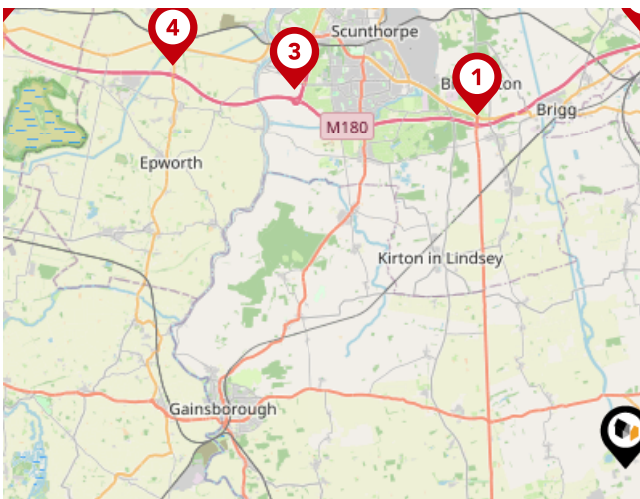 4
Scunthorpe
3
1
Brigg
M180
Epworth
Kirton in Lindsey
Gainsborough